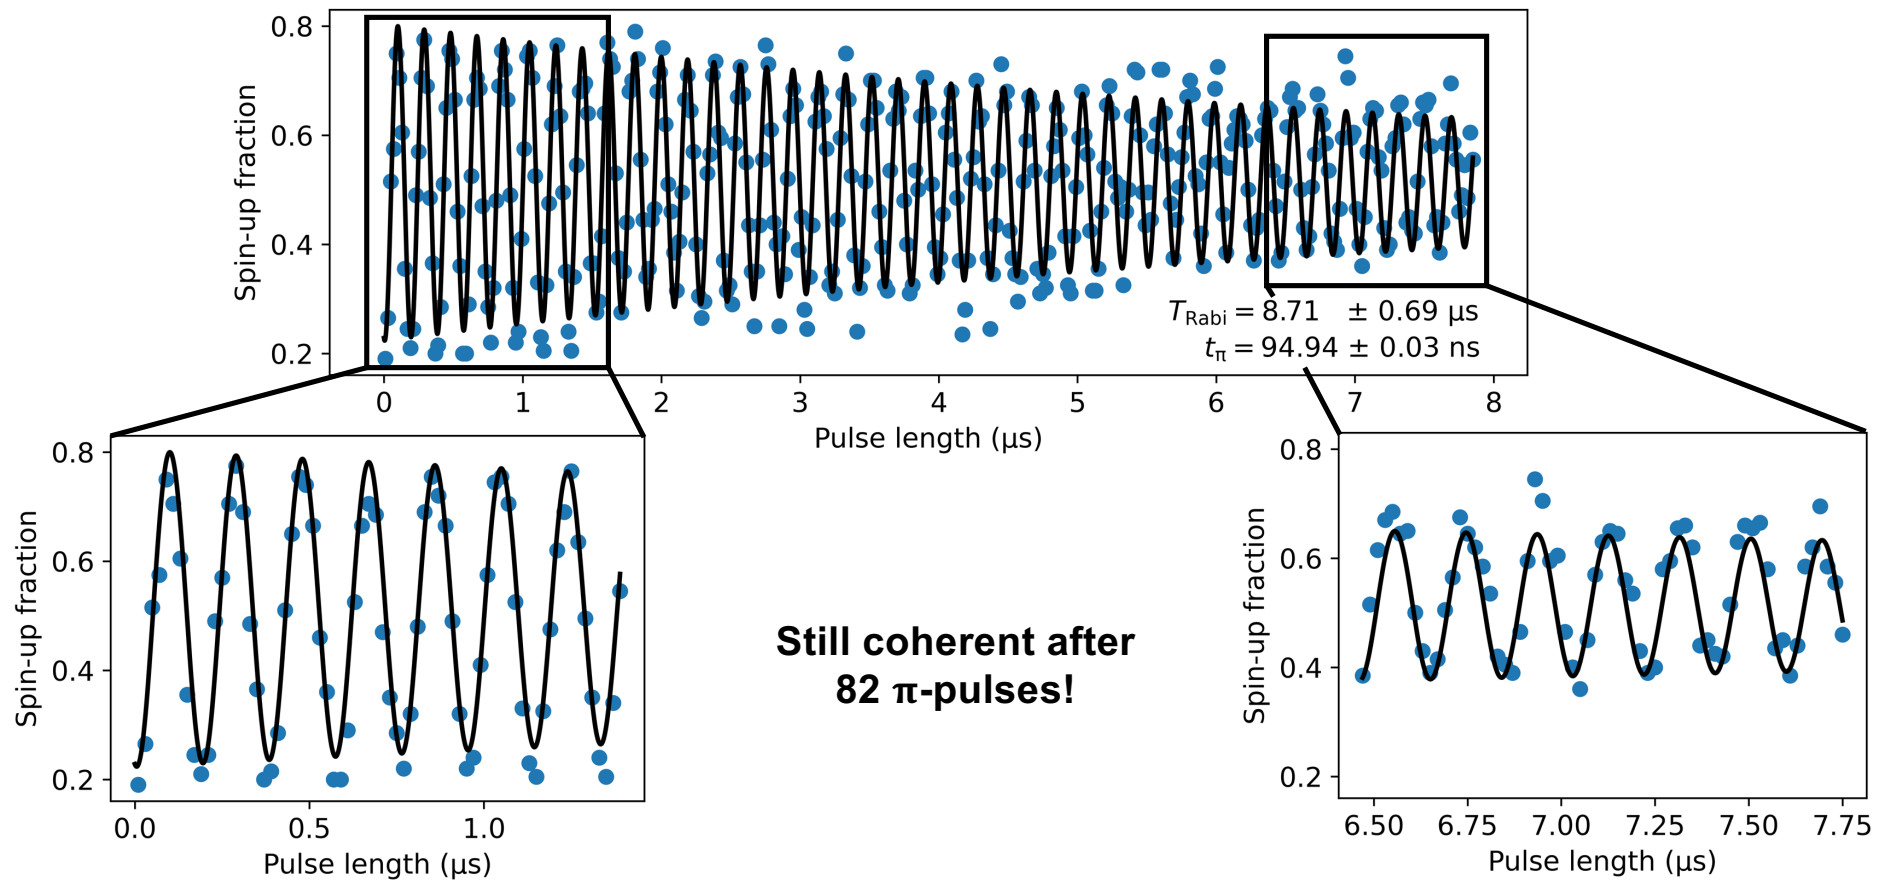 0.8
0.6
0.4
0.2
Spin-up fraction
T_Rabi = 8.71 ± 0.69 µs
t_π = 94.94 ± 0.03 ns
0 1 2 3 4 5 6 7 8
Pulse length (µs)
0.8
0.6
0.4
0.2
Spin-up fraction
0.0 0.5 1.0
Pulse length (µs)
Still coherent after
82 π-pulses!
0.8
0.6
0.4
0.2
Spin-up fraction
6.50 6.75 7.00 7.25 7.50 7.75
Pulse length (µs)